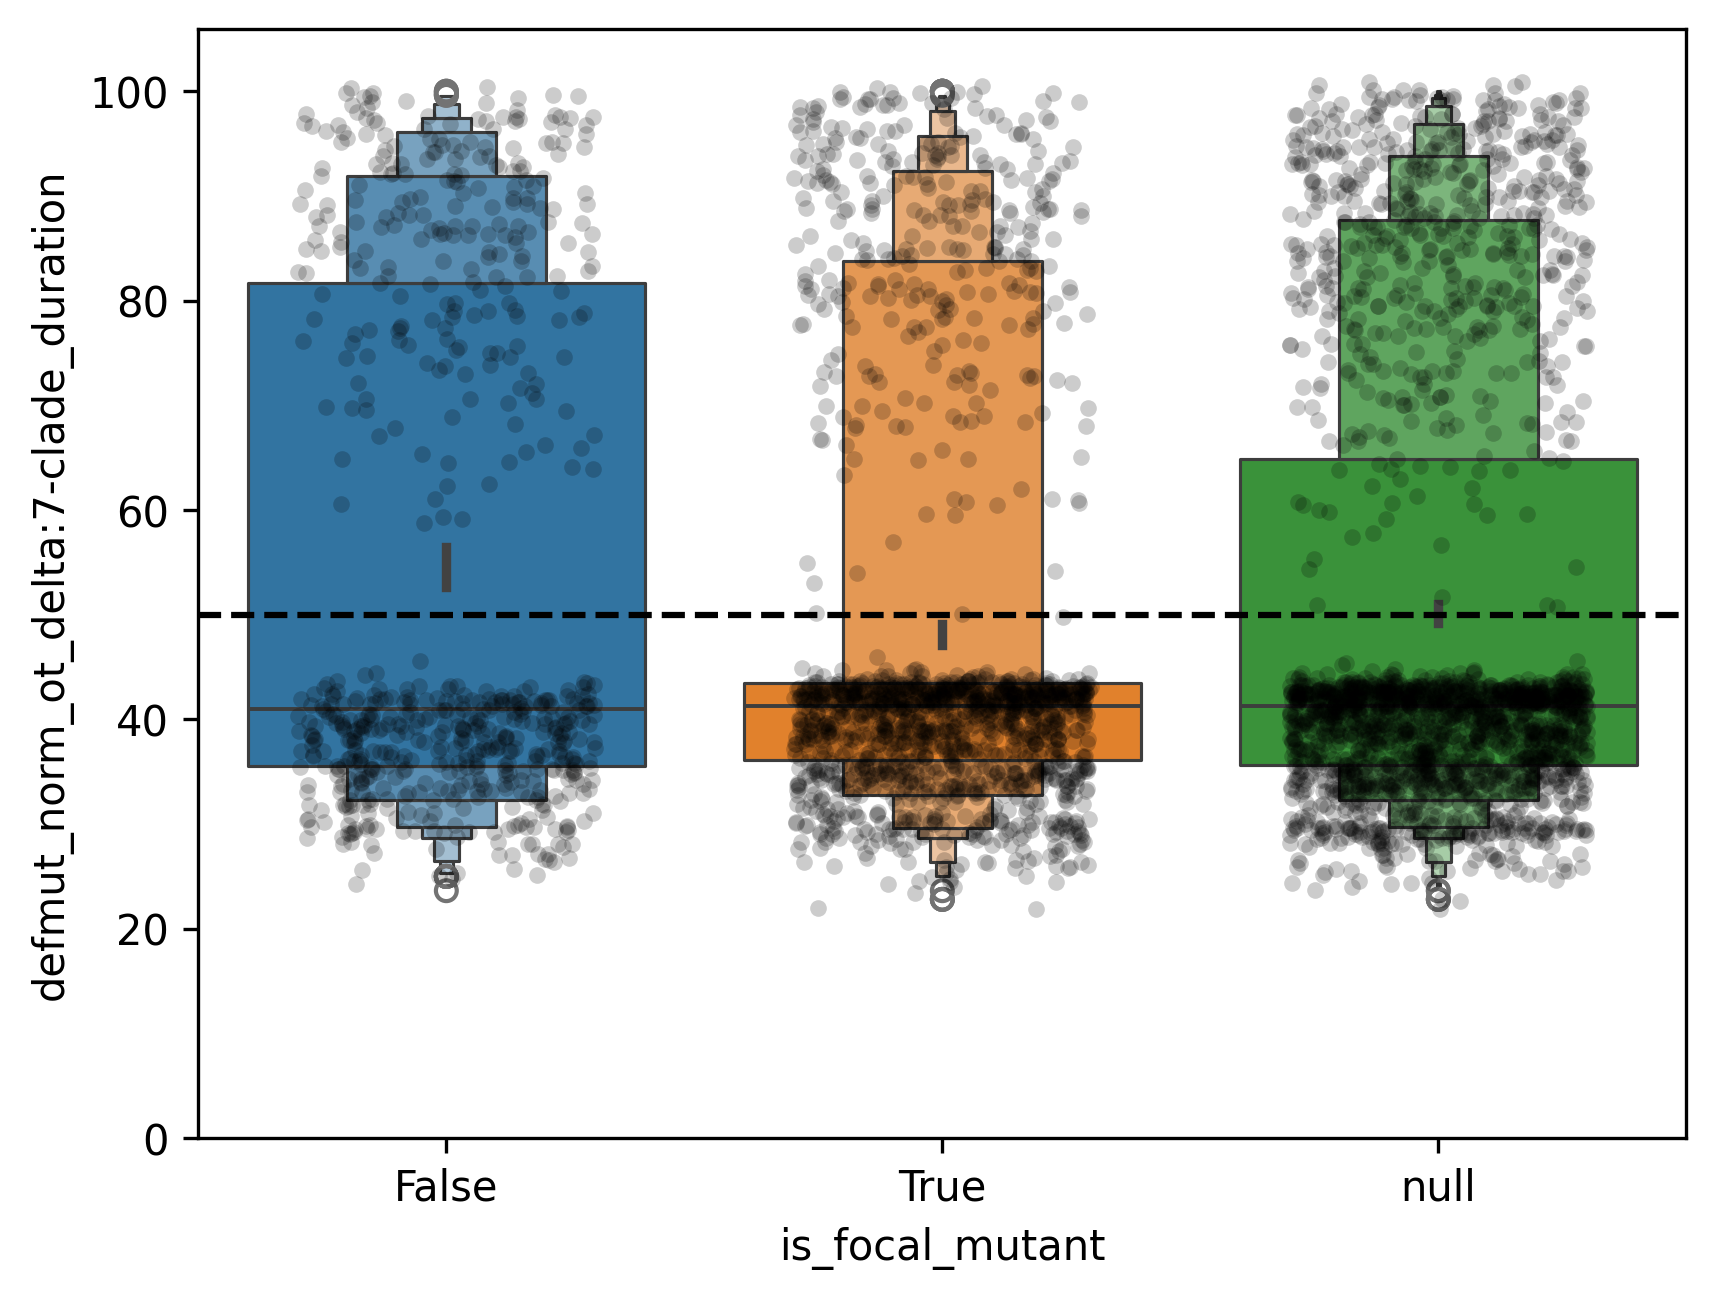 defmut_norm_ot_delta:7-clade_duration
100
80
60
40
20
0
False
True
null
is_focal_mutant